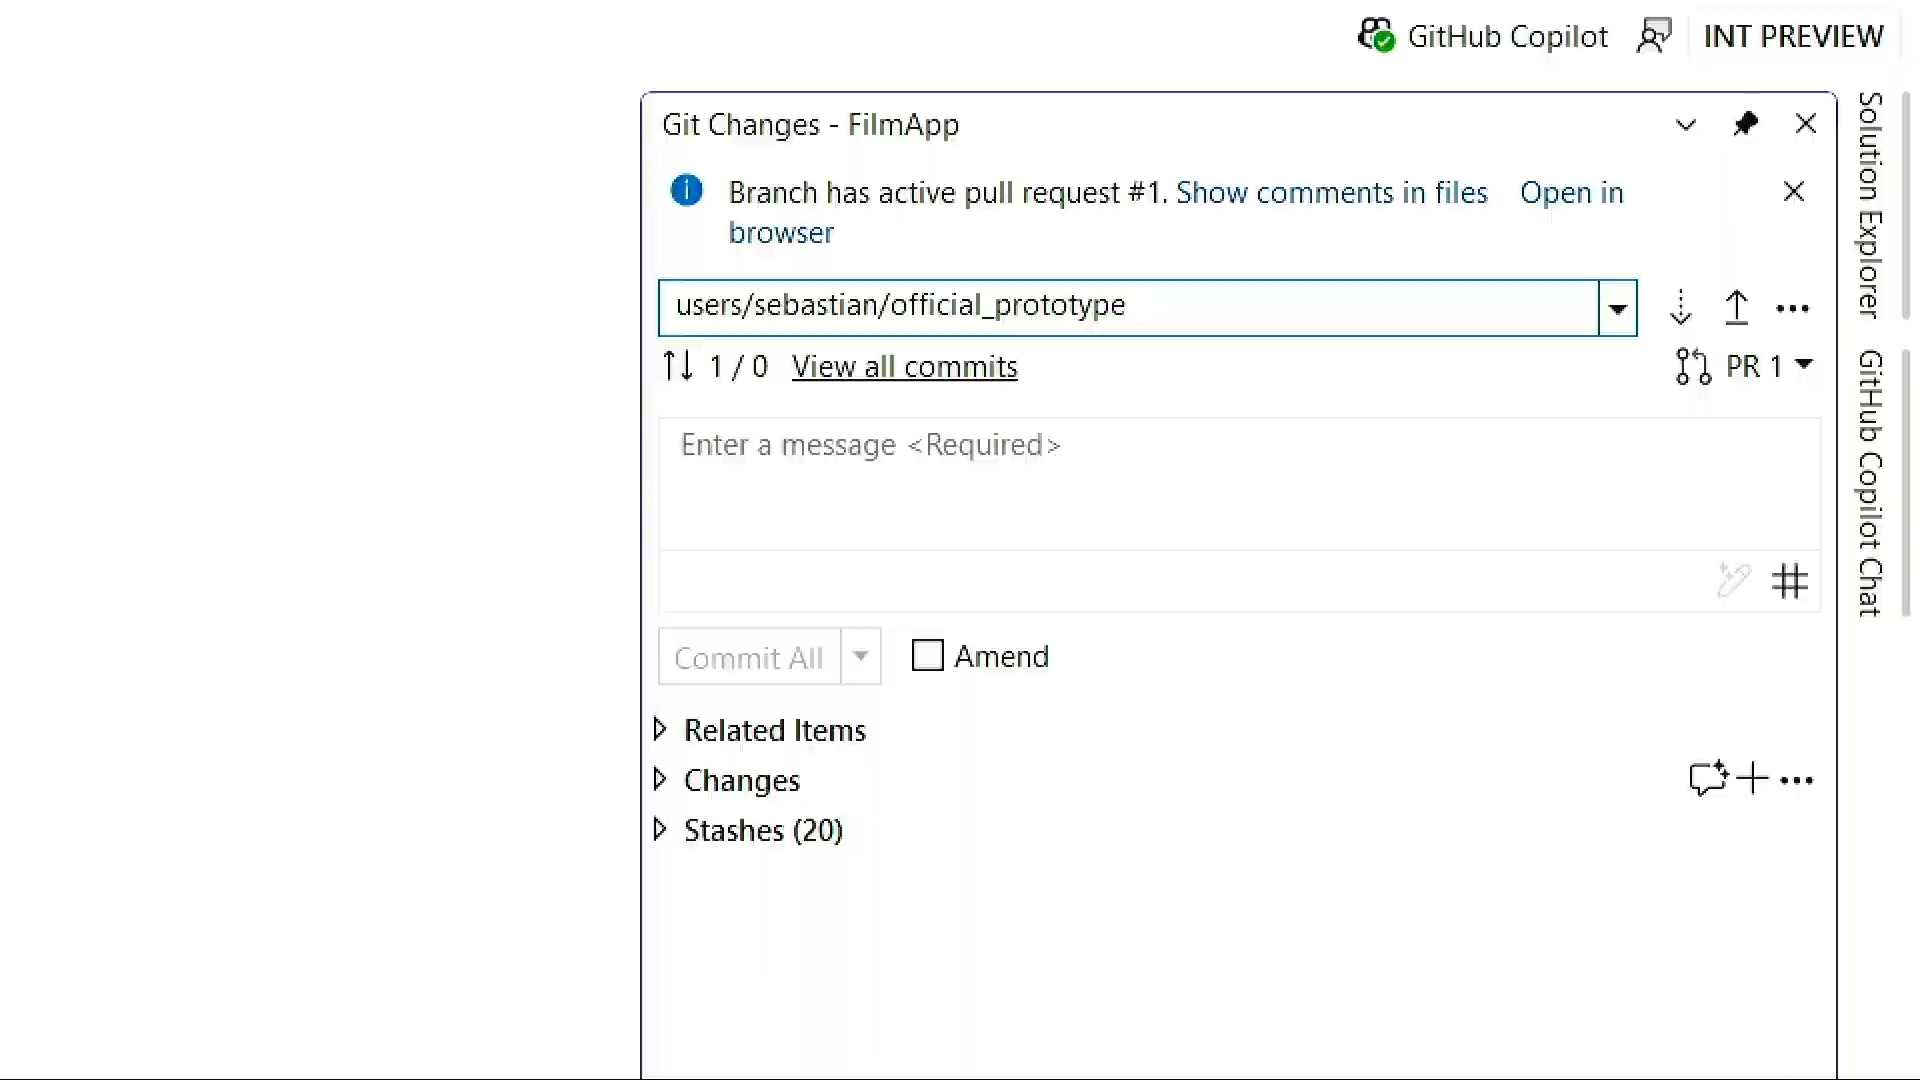 GitHub Copilot
INT PREVIEW
Git Changes - FilmApp
Branch has active pull request #1. Show comments in files Open in
browser
users/sebastian/official_prototype
1 / 0 View all commits
PR 1
Enter a message <Required>
Commit All
Amend
Related Items
Changes
Stashes (20)
Solution Explorer
GitHub Copilot Chat